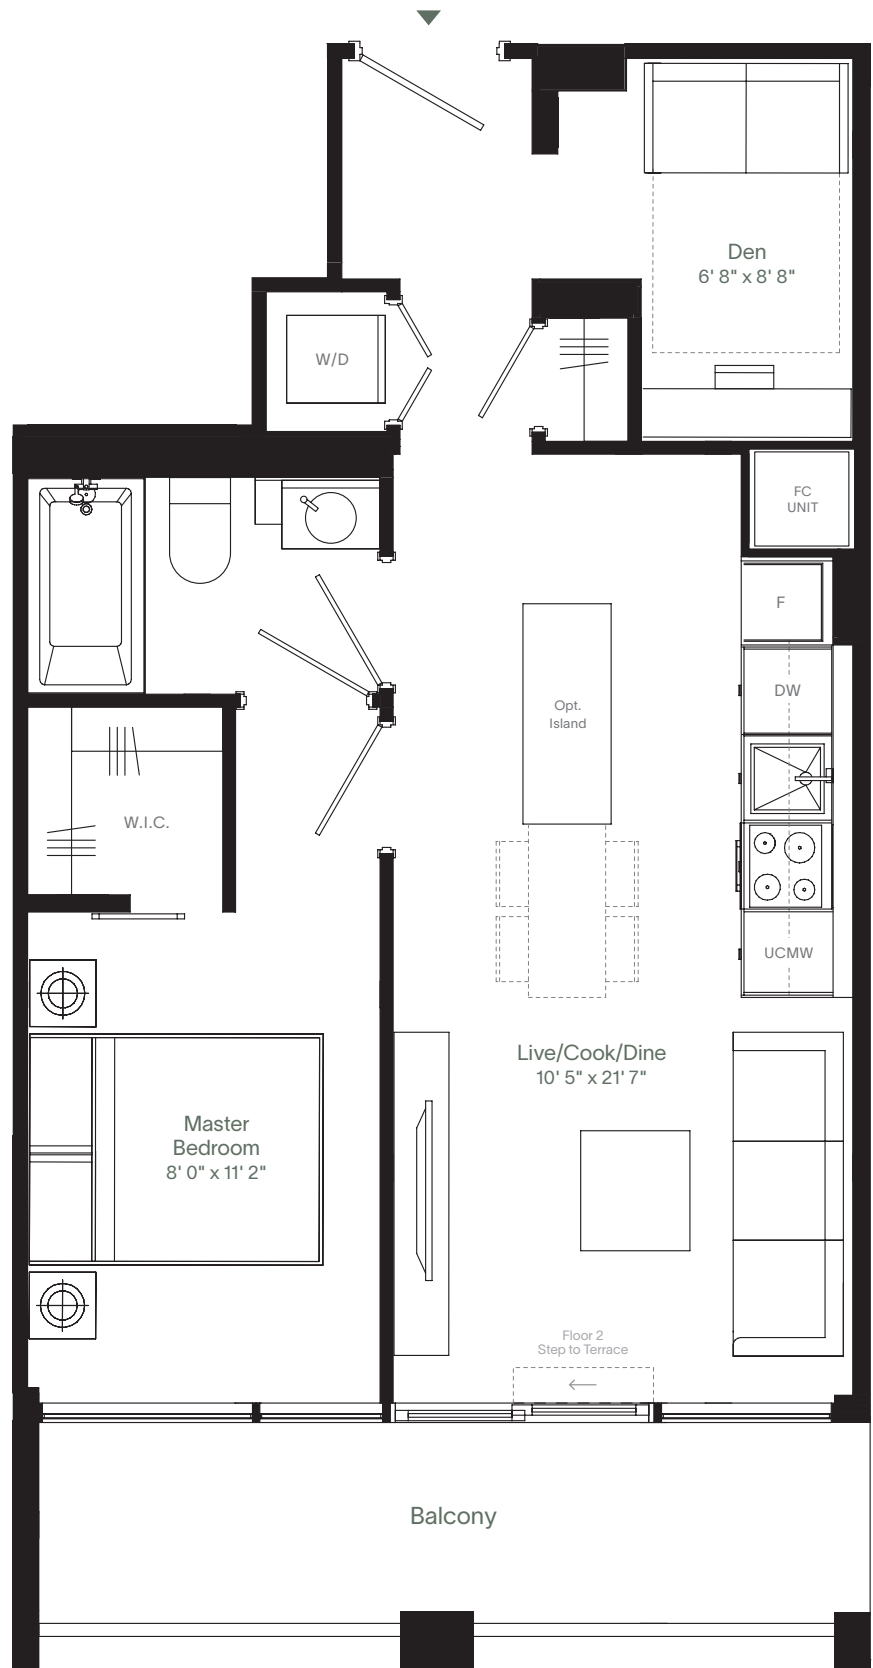 Den
6' 8" x 8' 8"
W/D
FC
UNIT
F
DW
Opt.
Island
W.I.C.
UCMW
Live/Cook/Dine
10' 5" x 21' 7"
Master
Bedroom
8' 0" x 11' 2"
Floor 2
Step to Terrace
Balcony